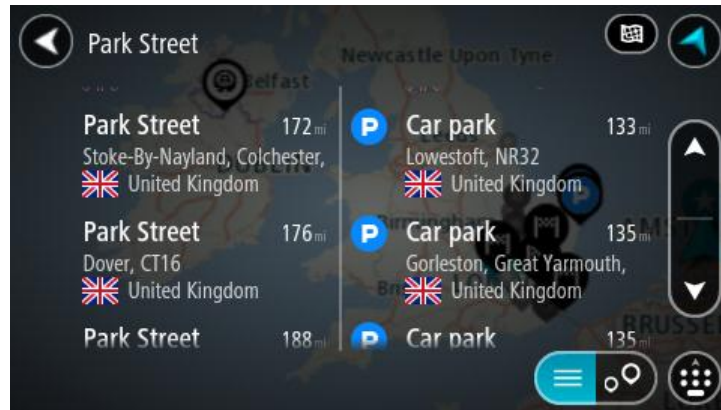 Park Street
Newcastle Upon Tyne
Belfast
Park Street 172 mi
Stoke-By-Nayland, Colchester,
United Kingdom
Park Street 176 mi
Dover, CT16
United Kingdom
Park Street 188 mi
P Car park 133 mi
Lowestoft, NR32
United Kingdom
P Car park 135 mi
Gorleston, Great Yarmouth,
United Kingdom
P Car park 135 mi
DUBLIN
Birmingham
P